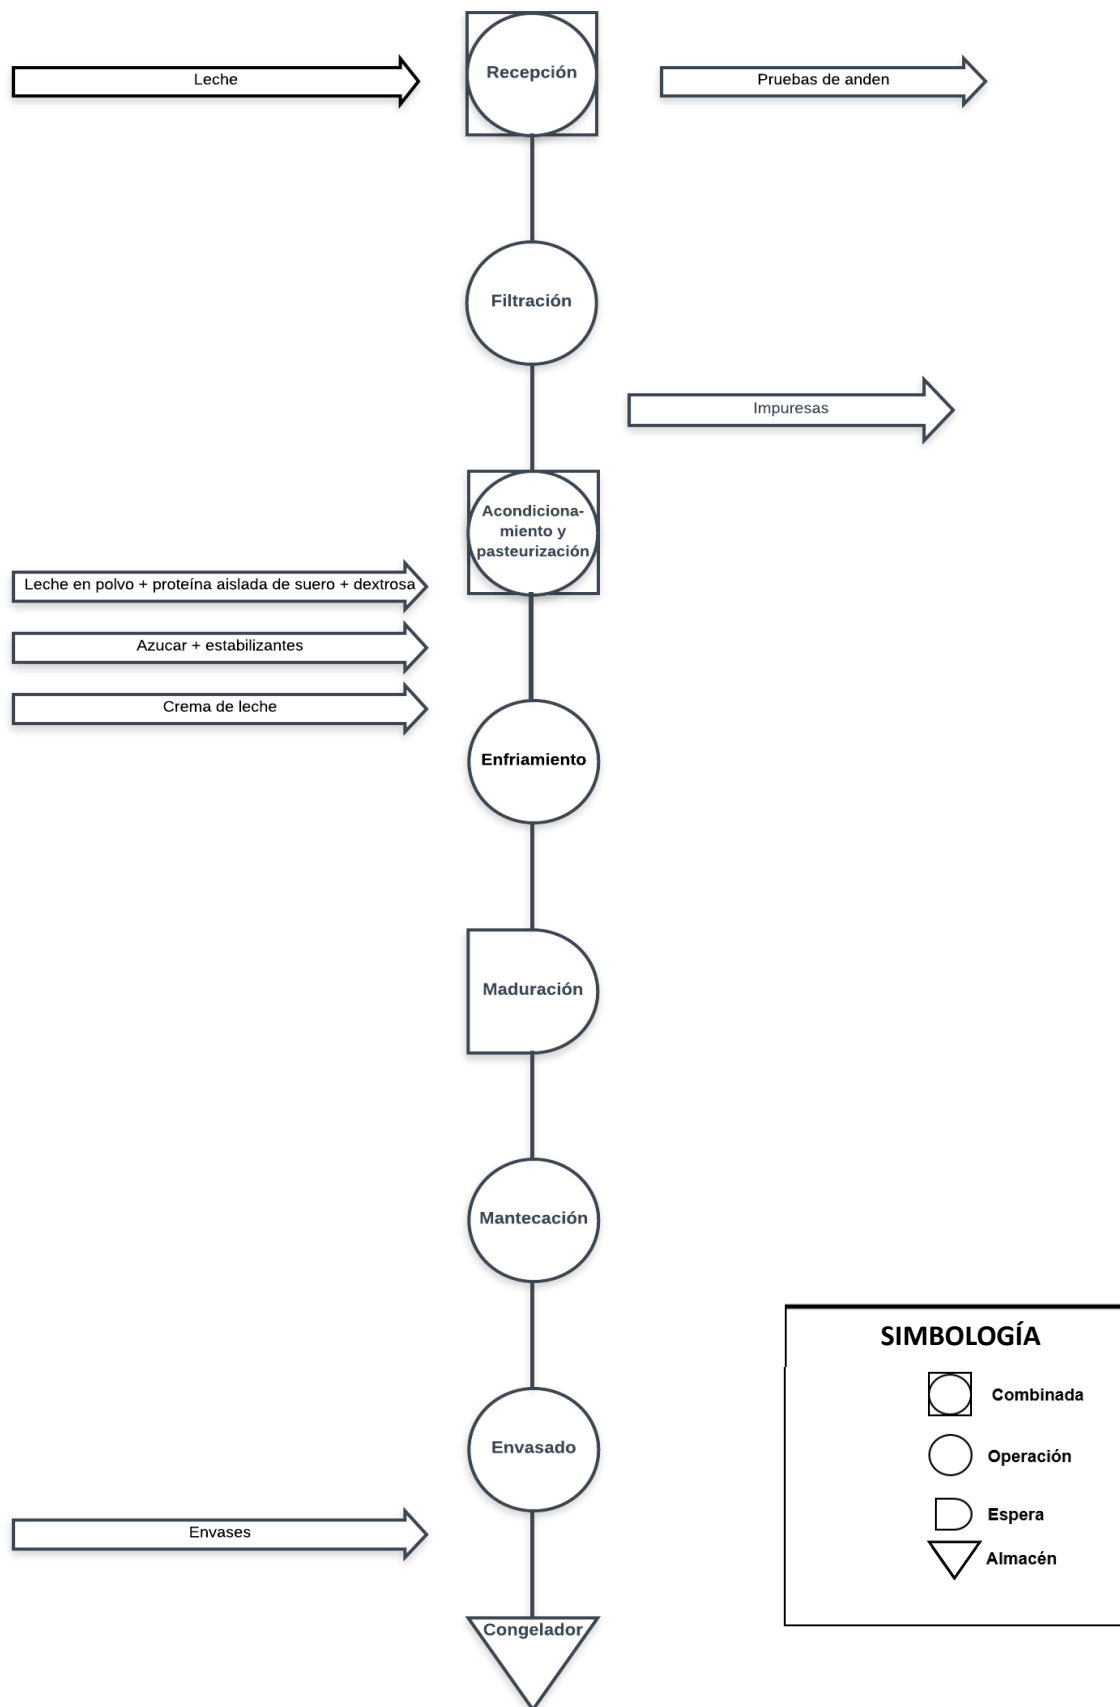 Leche
Recepción
Pruebas de anden
Filtración
Impuresas
Acondiciona-
miento y
pasteurización
Leche en polvo + proteína aislada de suero + dextrosa
Azucar + estabilizantes
Crema de leche
Enfriamiento
Maduración
Mantecación
Envasado
Envases
Congelador
SIMBOLOGÍA
Combinada
Operación
Espera
Almacén